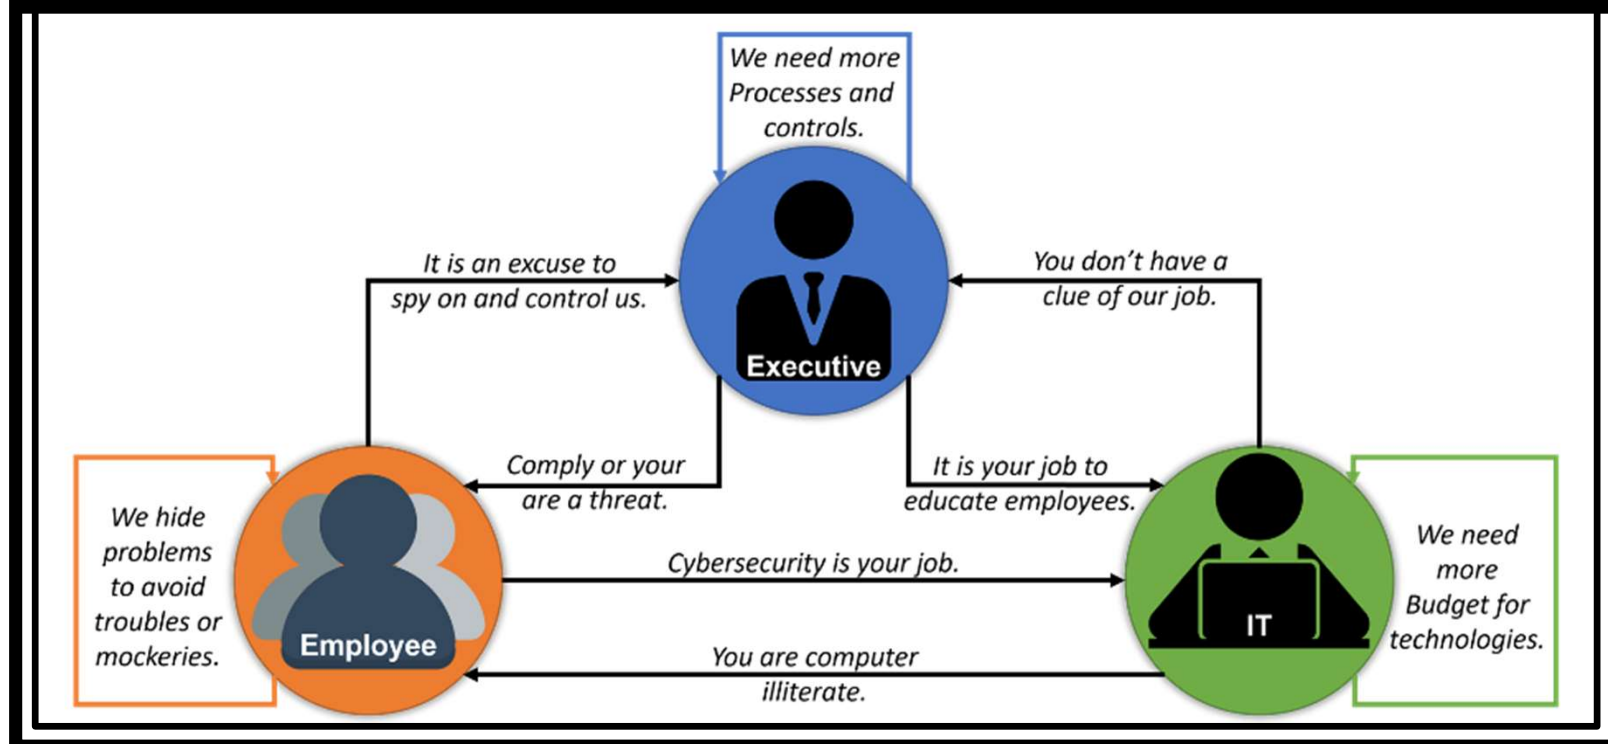 We need more
Processes and
controls.
It is an excuse to
spy on and control us.
You don’t have a
clue of our job.
Executive
Comply or your
are a threat.
It is your job to
educate employees.
We hide
problems
to avoid
troubles or
mockeries.
Cybersecurity is your job.
We need
more
Budget for
technologies.
Employee
IT
You are computer
illiterate.